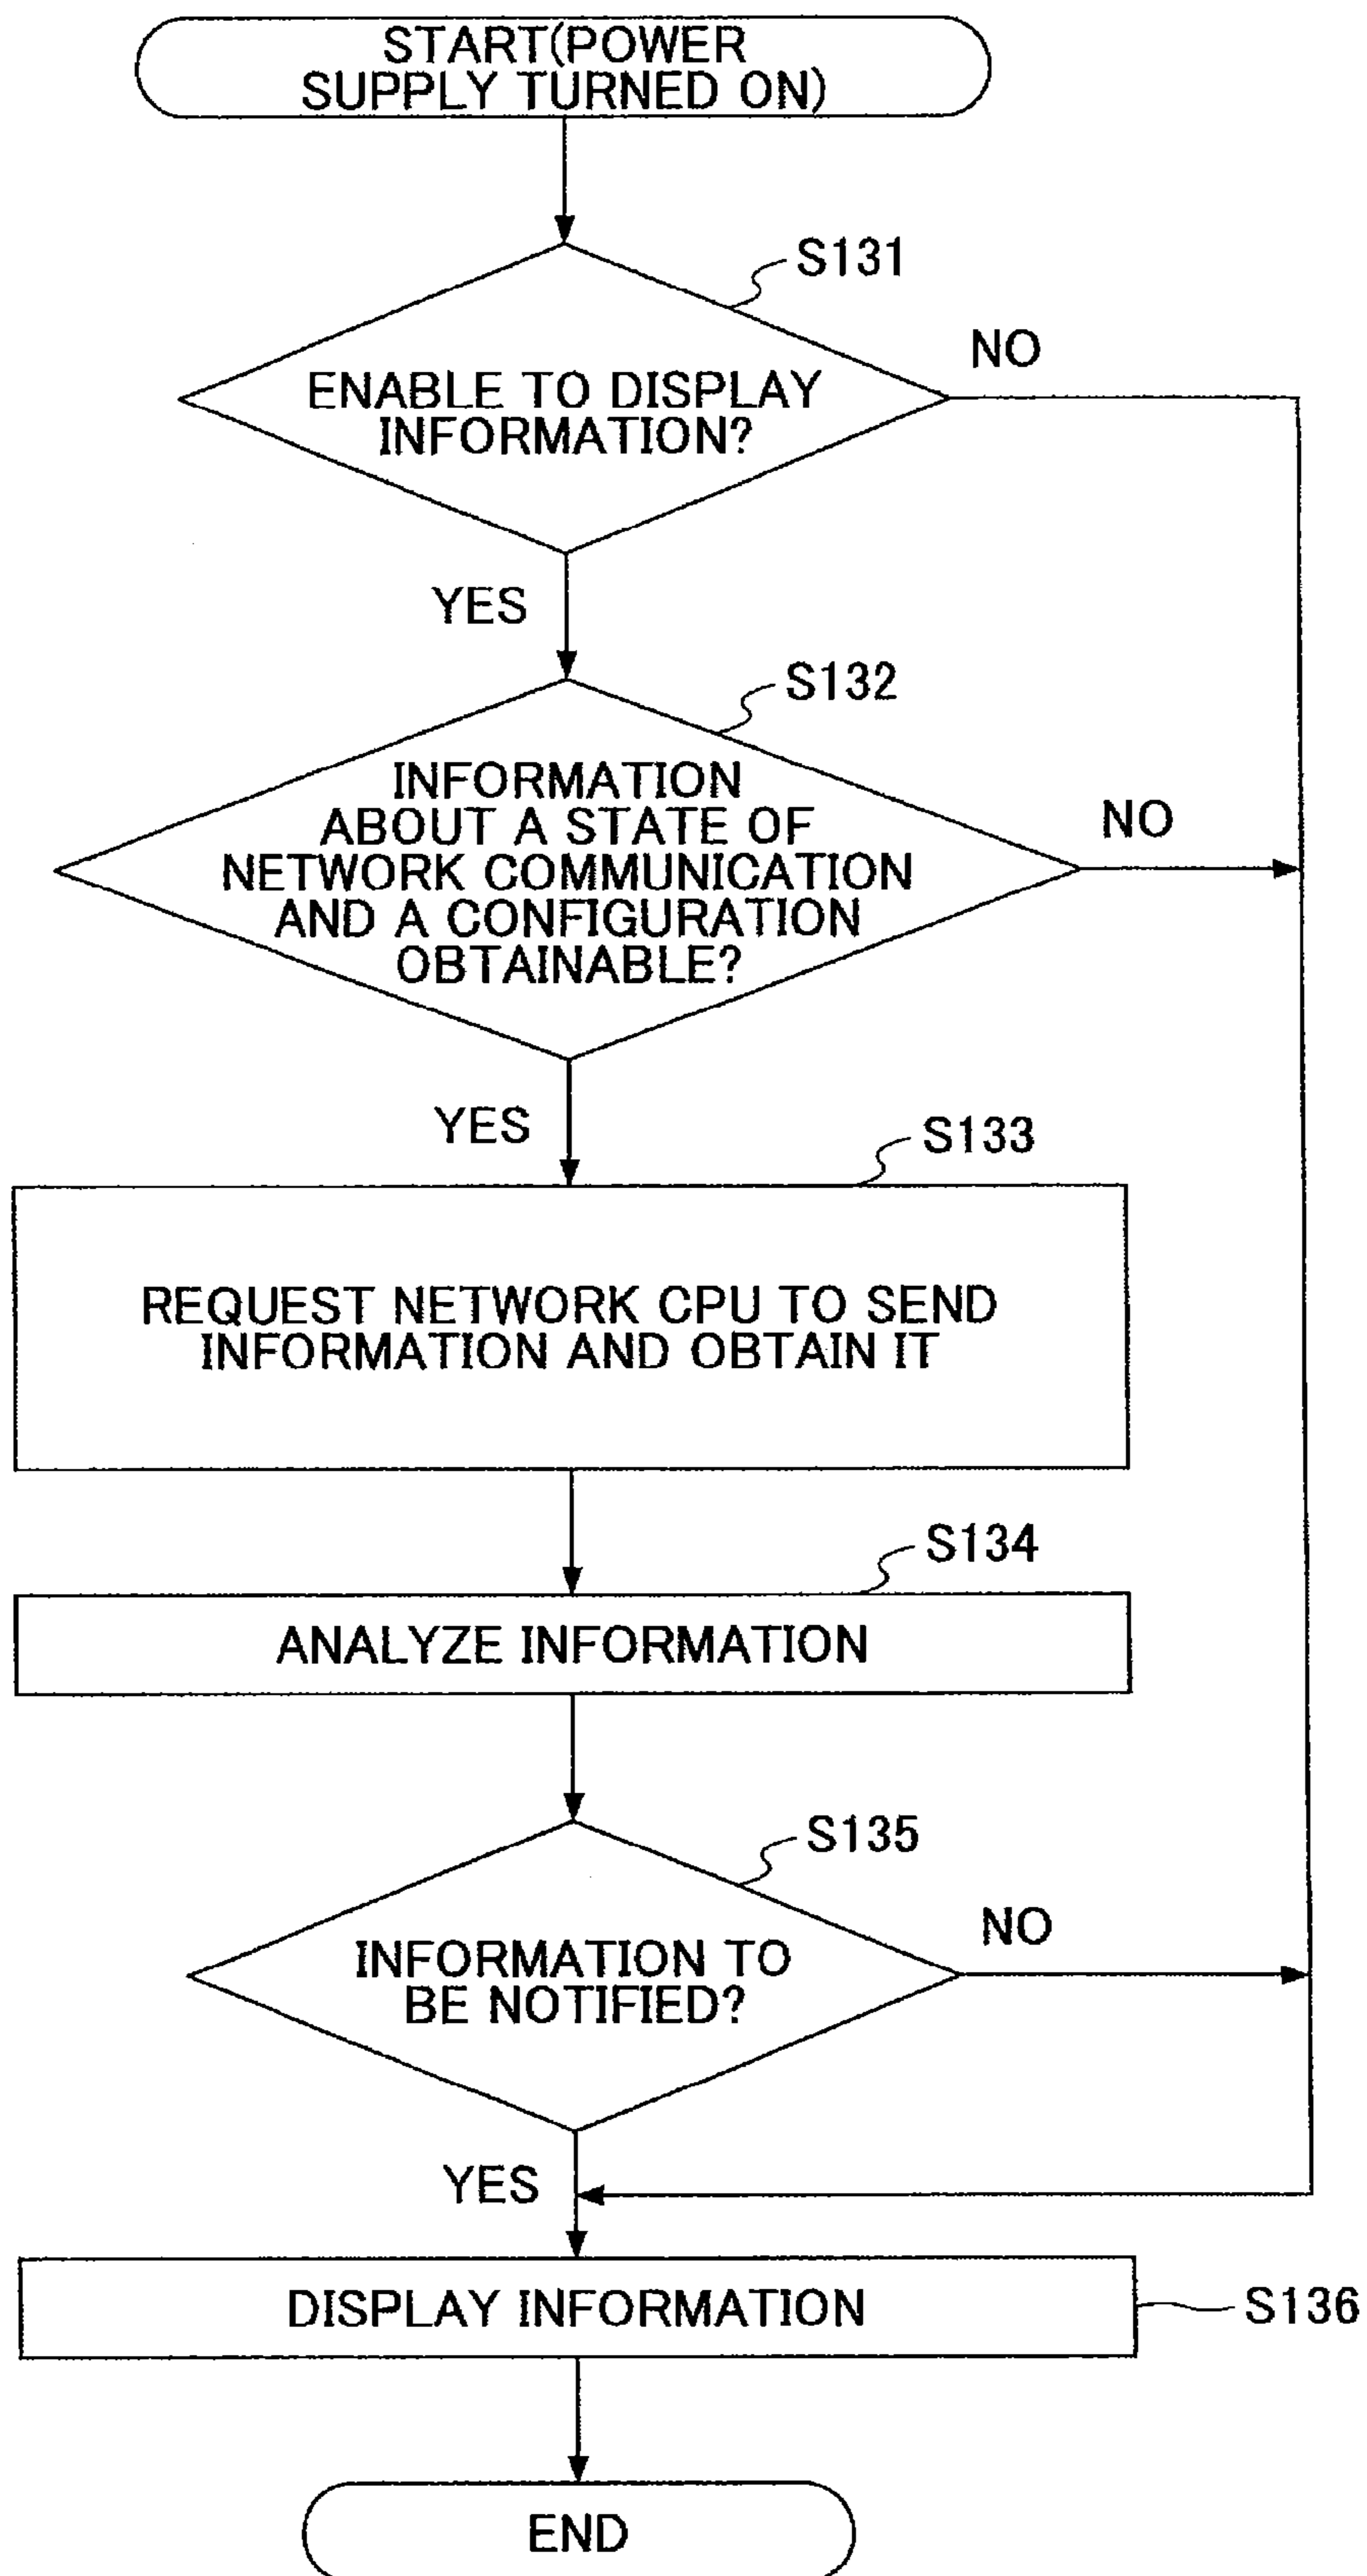 START(POWER
SUPPLY TURNED ON)
S131
NO
ENABLE TO DISPLAY
INFORMATION?
YES
S132
INFORMATION
ABOUT A STATE OF
NETWORK COMMUNICATION
AND A CONFIGURATION
OBTAINABLE?
NO
YES
S133
REQUEST NETWORK CPU TO SEND
INFORMATION AND OBTAIN IT
S134
ANALYZE INFORMATION
S135
NO
INFORMATION TO
BE NOTIFIED?
YES
DISPLAY INFORMATION
S136
END